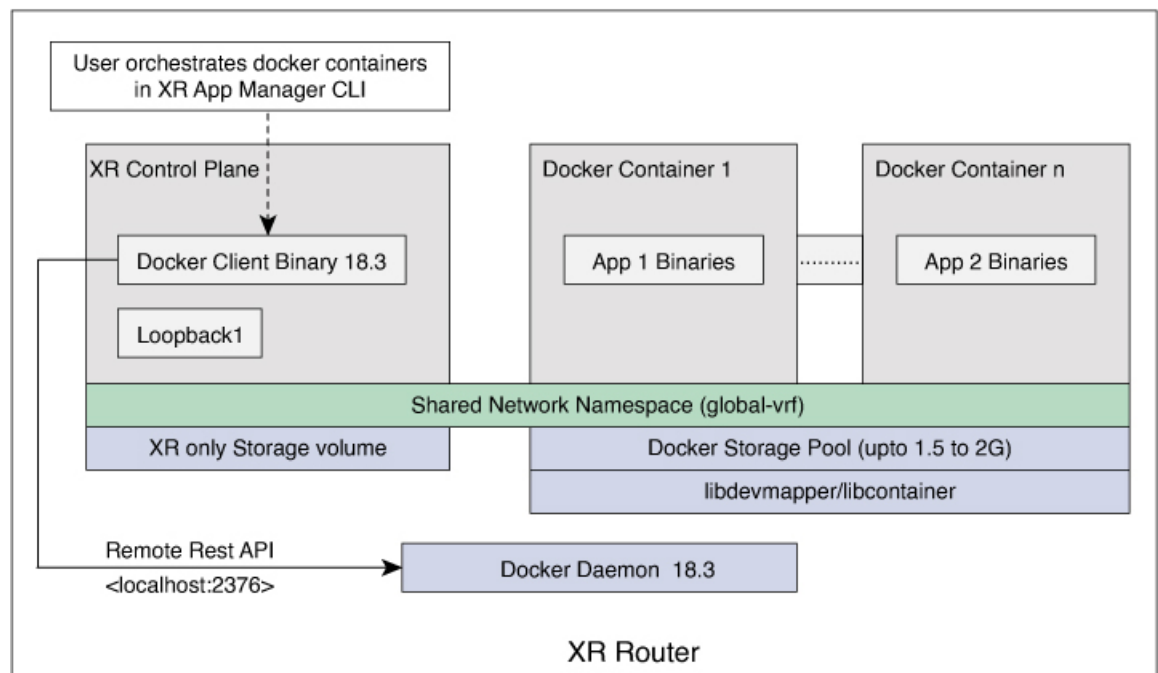 User orchestrates docker containers
in XR App Manager CLI
XR Control Plane
Docker Client Binary 18.3
Loopback1
Docker Container 1
App 1 Binaries
............
Docker Container n
App 2 Binaries
Shared Network Namespace (global-vrf)
XR only Storage volume
Docker Storage Pool (upto 1.5 to 2G)
libdevmapper/libcontainer
Remote Rest API
<localhost:2376>
Docker Daemon 18.3
XR Router